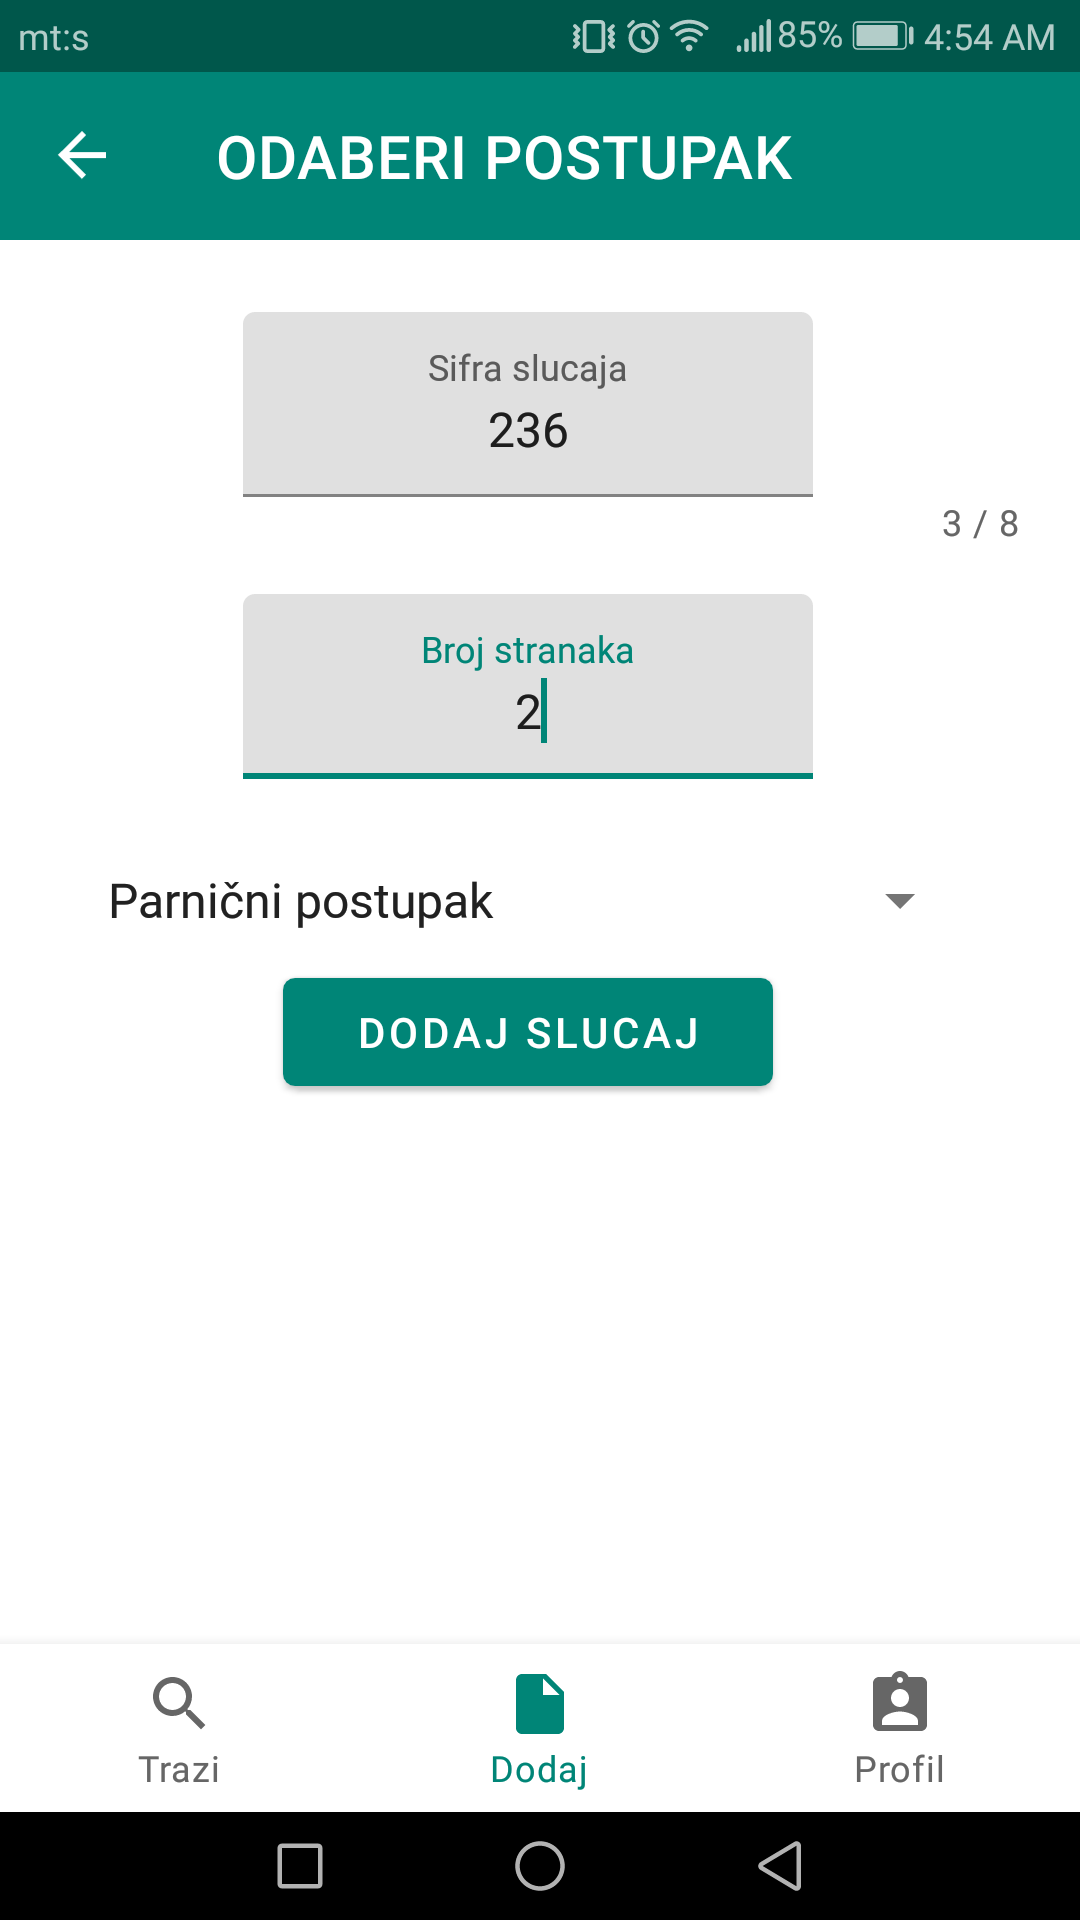 mt:s 85% 4:54 AM
ODABERI POSTUPAK
Sifra slucaja
236
3 / 8
Broj stranaka
2
Parnični postupak
DODAJ SLUCAJ
Trazi Dodaj Profil